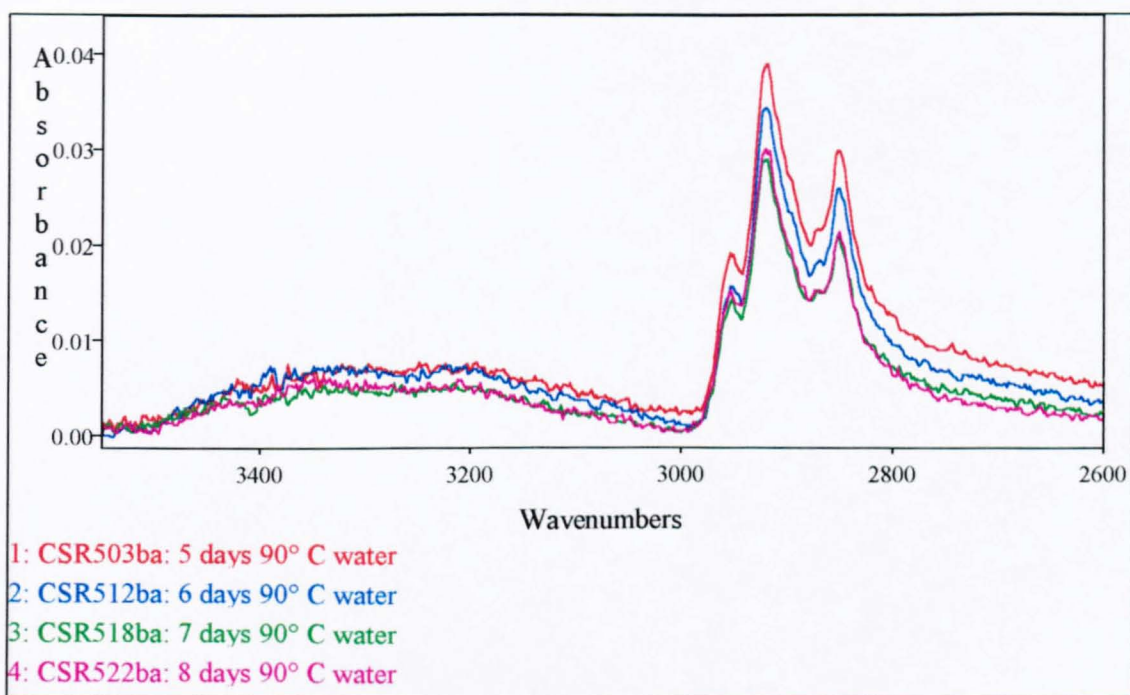 Absorbance
0.04
0.03
0.02
0.01
0.00
3400 3200 3000 2800 2600
Wavenumbers
1: CSR503ba: 5 days 90° C water
2: CSR512ba: 6 days 90° C water
3: CSR518ba: 7 days 90° C water
4: CSR522ba: 8 days 90° C water